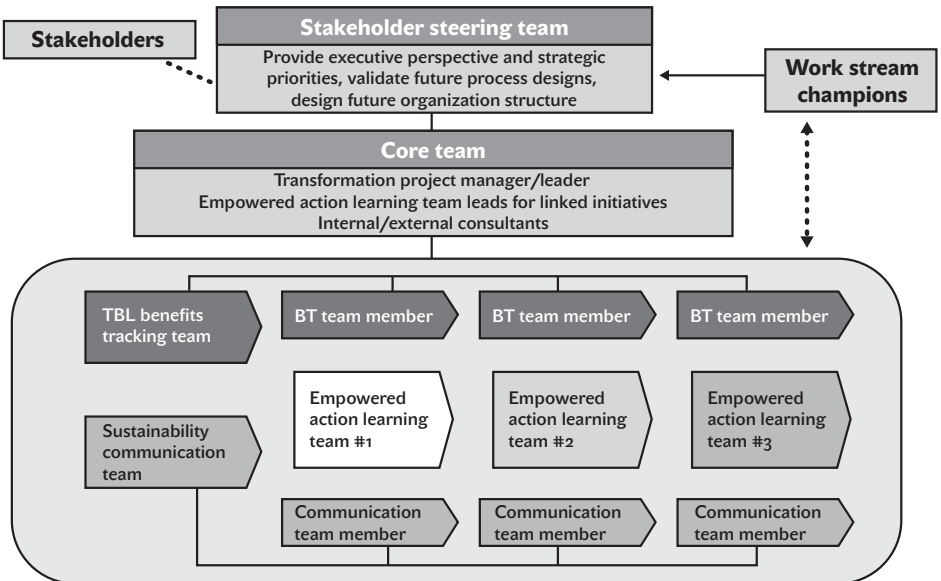 Stakeholders
Stakeholder steering team
Provide executive perspective and strategic
priorities, validate future process designs,
design future organization structure
Work stream
champions
Core team
Transformation project manager/leader
Empowered action learning team leads for linked initiatives
Internal/external consultants
TBL benefits
tracking team
BT team member
BT team member
BT team member
Empowered
action learning
team #1
Empowered
action learning
team #2
Empowered
action learning
team #3
Sustainability
communication
team
Communication
team member
Communication
team member
Communication
team member